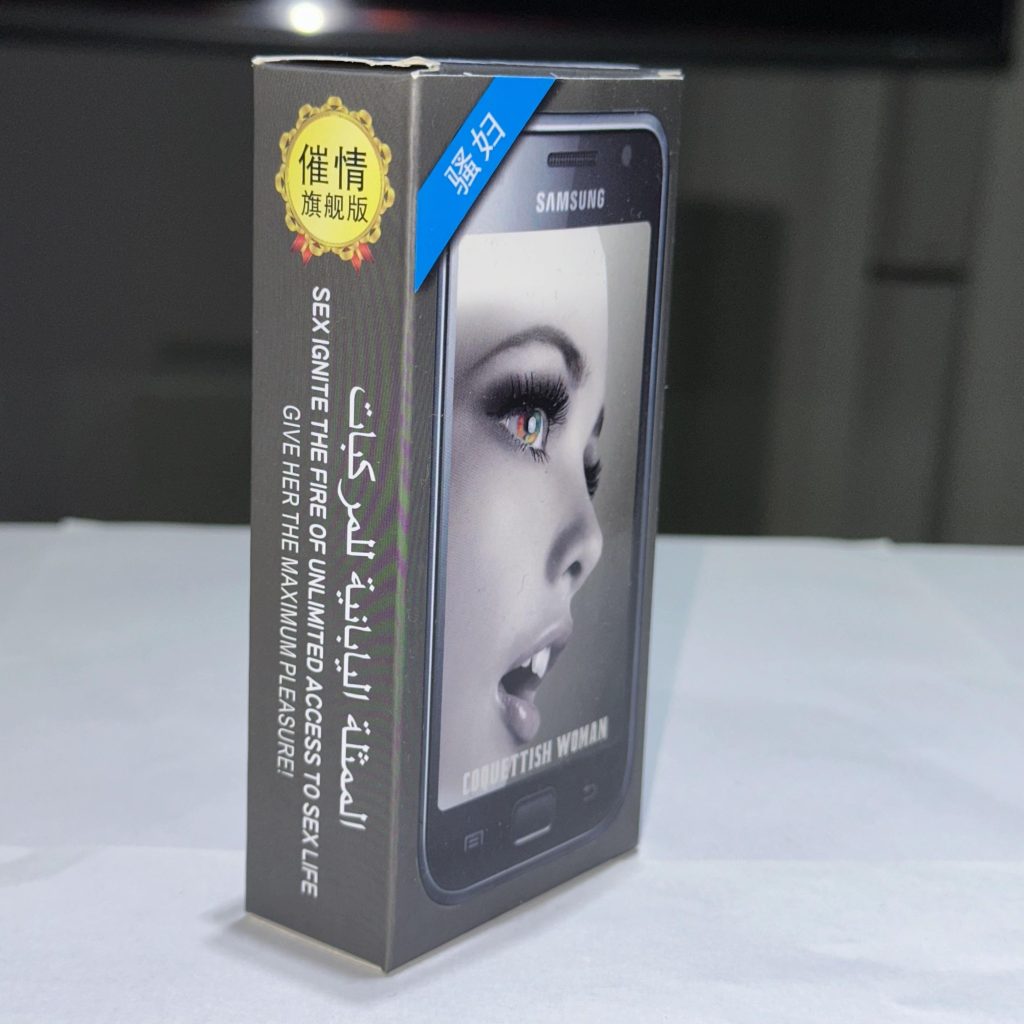 催情
旗舰版
الممثلة اليابانية للمركبات
SEX IGNITE THE FIRE OF UNLIMITED ACCESS TO SEX LIFE
GIVE HER THE MAXIMUM PLEASURE!
骚妇
SAMSUNG
COQUETTISH WOMAN